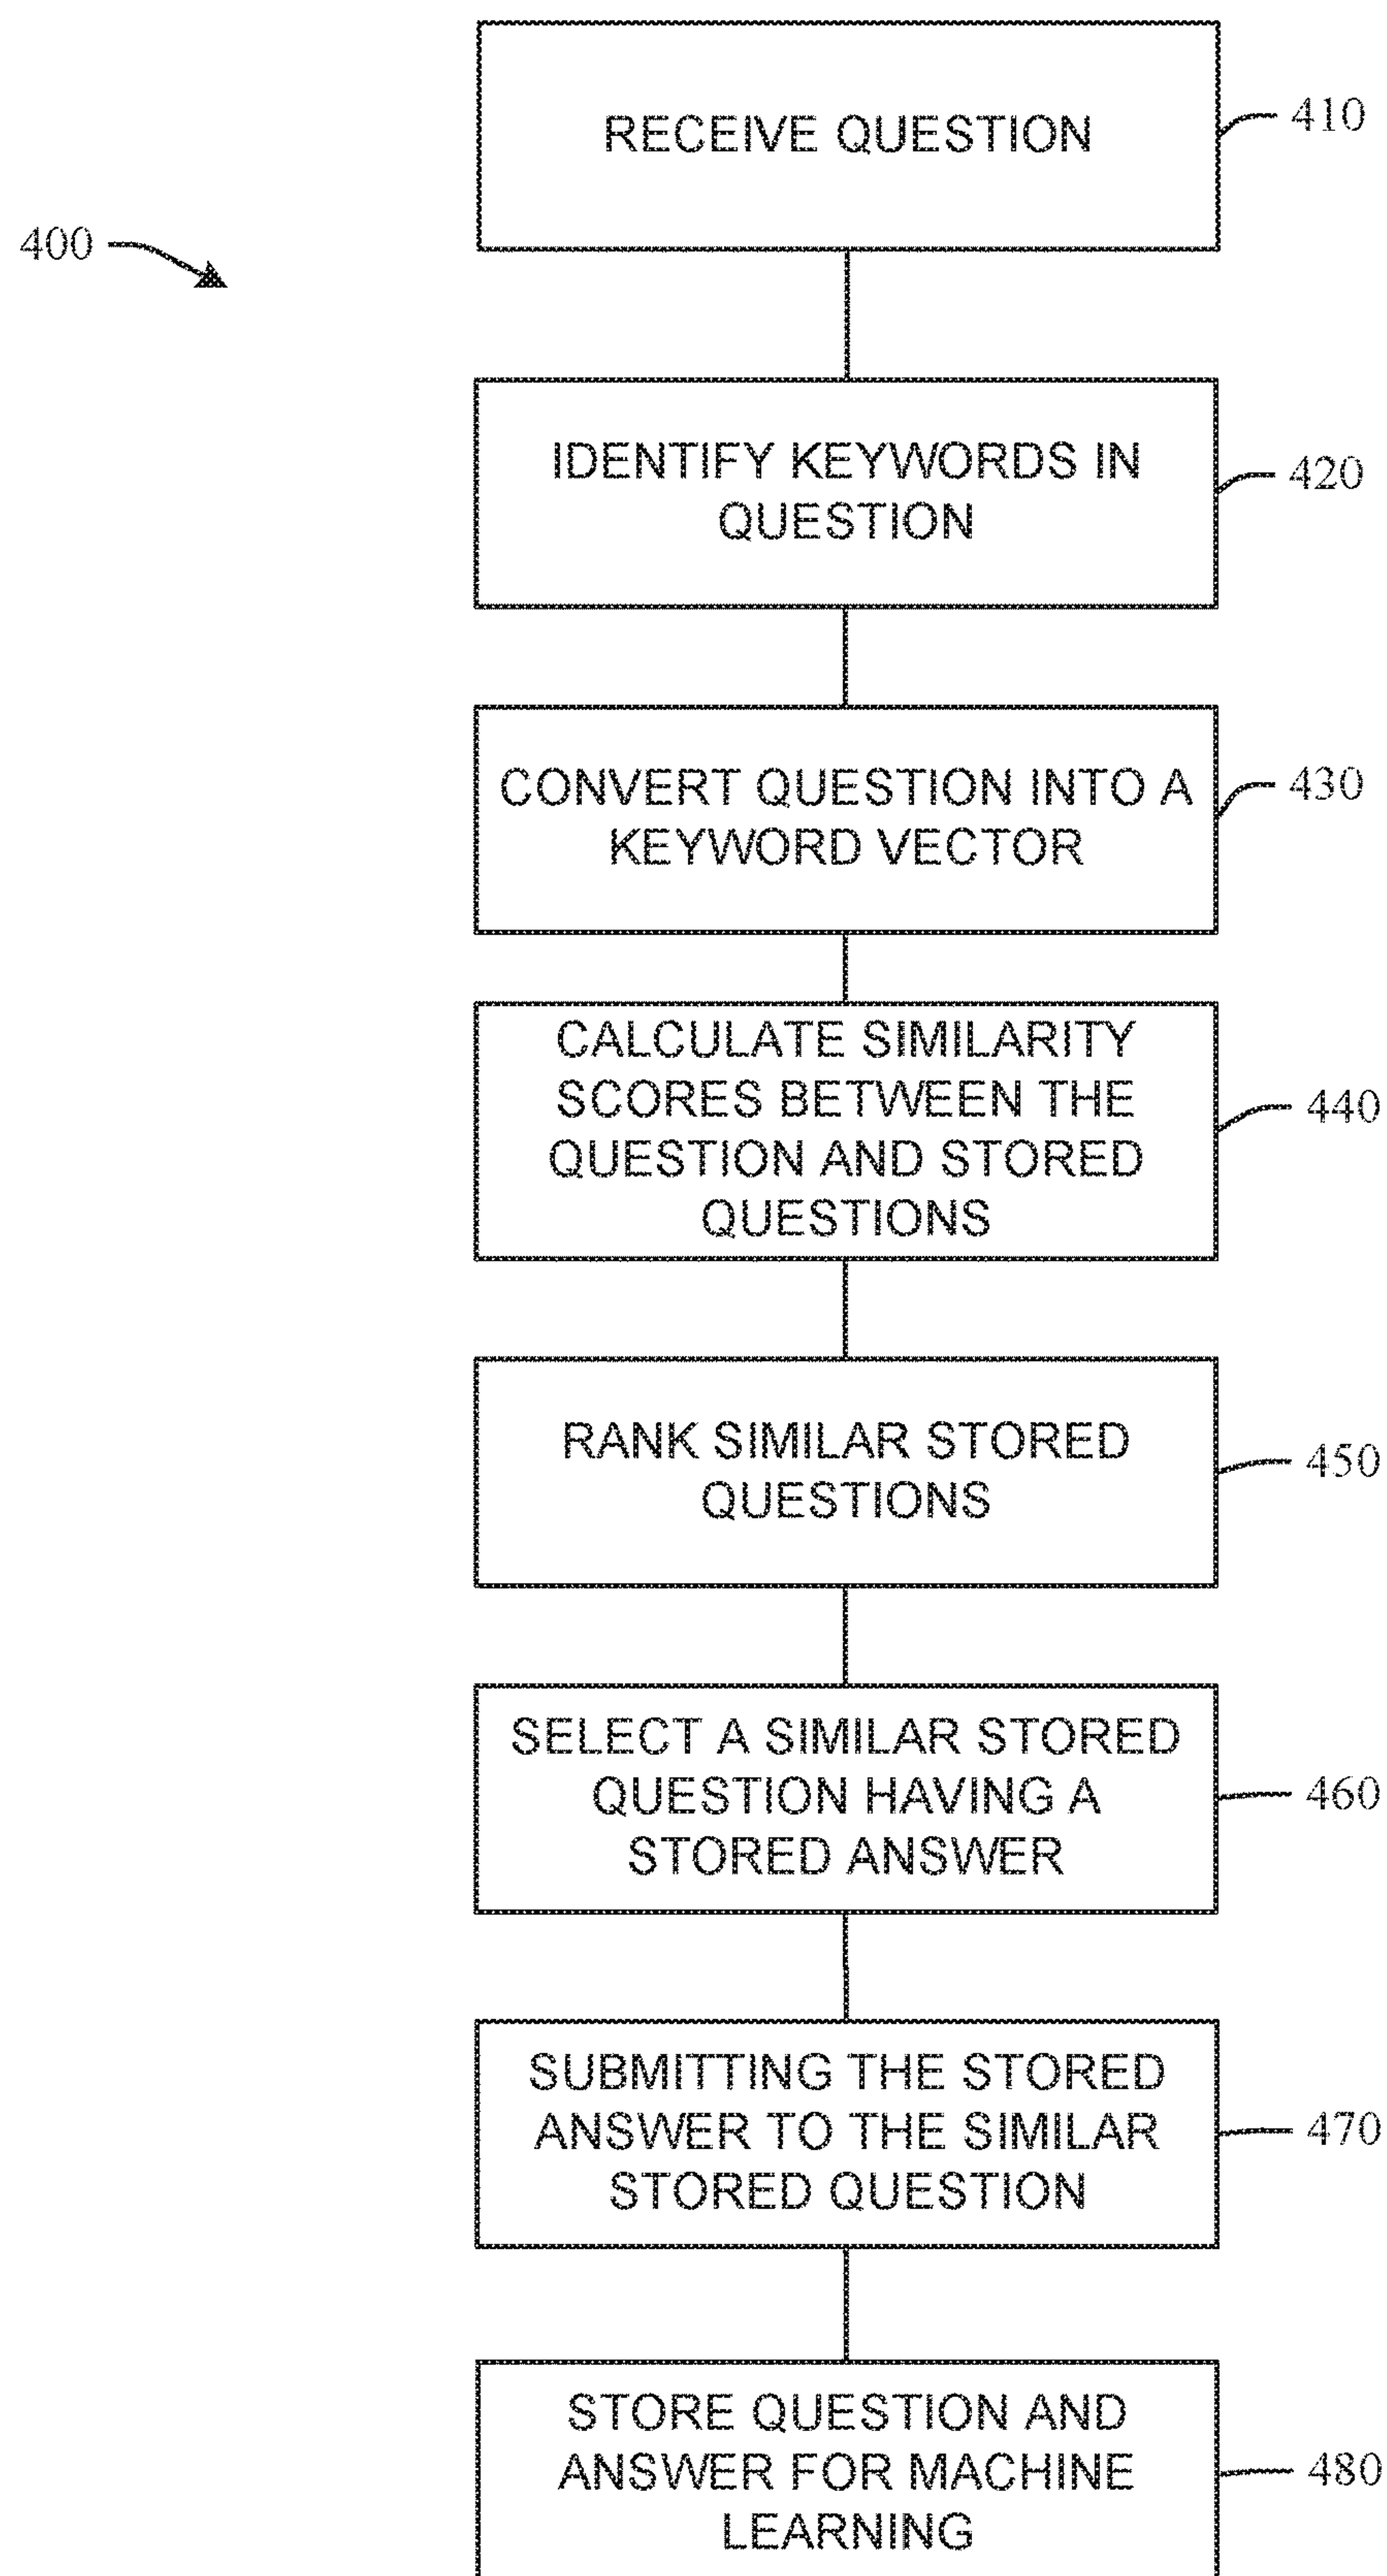 RECEIVE QUESTION
410
400
IDENTIFY KEYWORDS IN
QUESTION
420
CONVERT QUESTION INTO A
KEYWORD VECTOR
430
CALCULATE SIMILARITY
SCORES BETWEEN THE
QUESTION AND STORED
QUESTIONS
440
RANK SIMILAR STORED
QUESTIONS
450
SELECT A SIMILAR STORED
QUESTION HAVING A
STORED ANSWER
460
SUBMITTING THE STORED
ANSWER TO THE SIMILAR
STORED QUESTION
470
STORE QUESTION AND
ANSWER FOR MACHINE
LEARNING
480